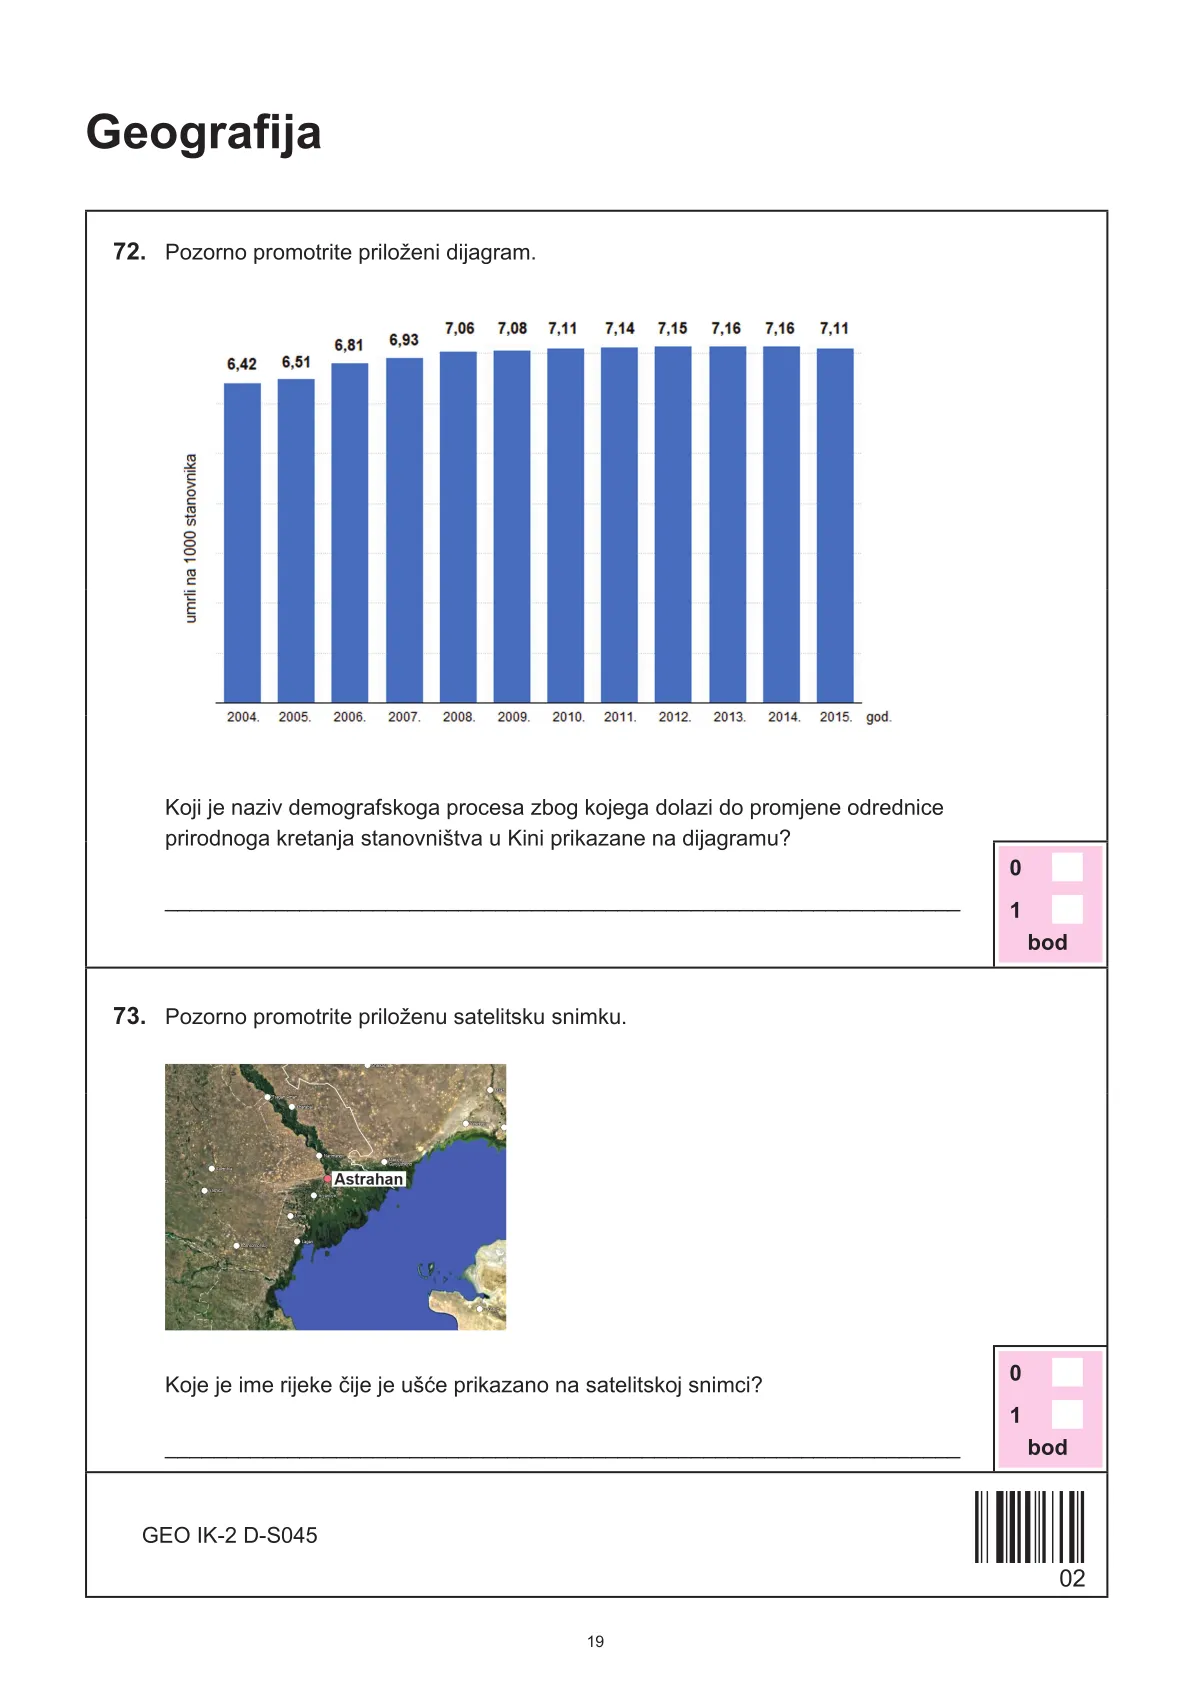 Geografija
72. Pozorno promotrite priloženi dijagram.
6,42 6,51 6,81 6,93 7,06 7,08 7,11 7,14 7,15 7,16 7,16 7,11
umrli na 1000 stanovnika
2004. 2005. 2006. 2007. 2008. 2009. 2010. 2011. 2012. 2013. 2014. 2015. god.
Koji je naziv demografskoga procesa zbog kojega dolazi do promjene odrednice
prirodnoga kretanja stanovništva u Kini prikazane na dijagramu?
0
1
bod
73. Pozorno promotrite priloženu satelitsku snimku.
Astrahan
Koje je ime rijeke čije je ušće prikazano na satelitskoj snimci?
0
1
bod
GEO IK-2 D-S045
02
19